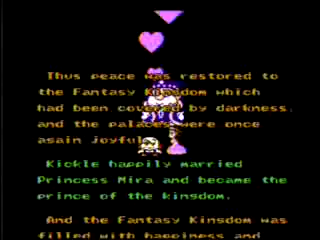 Thus peace was restored to
the Fantasy Kingdom which
had been covered by darkness,
and the palaces were once
again joyful
Kickle happily married
Princess Mira and became the
prince of the kingdom.
And the Fantasy Kingdom was
filled with happiness and